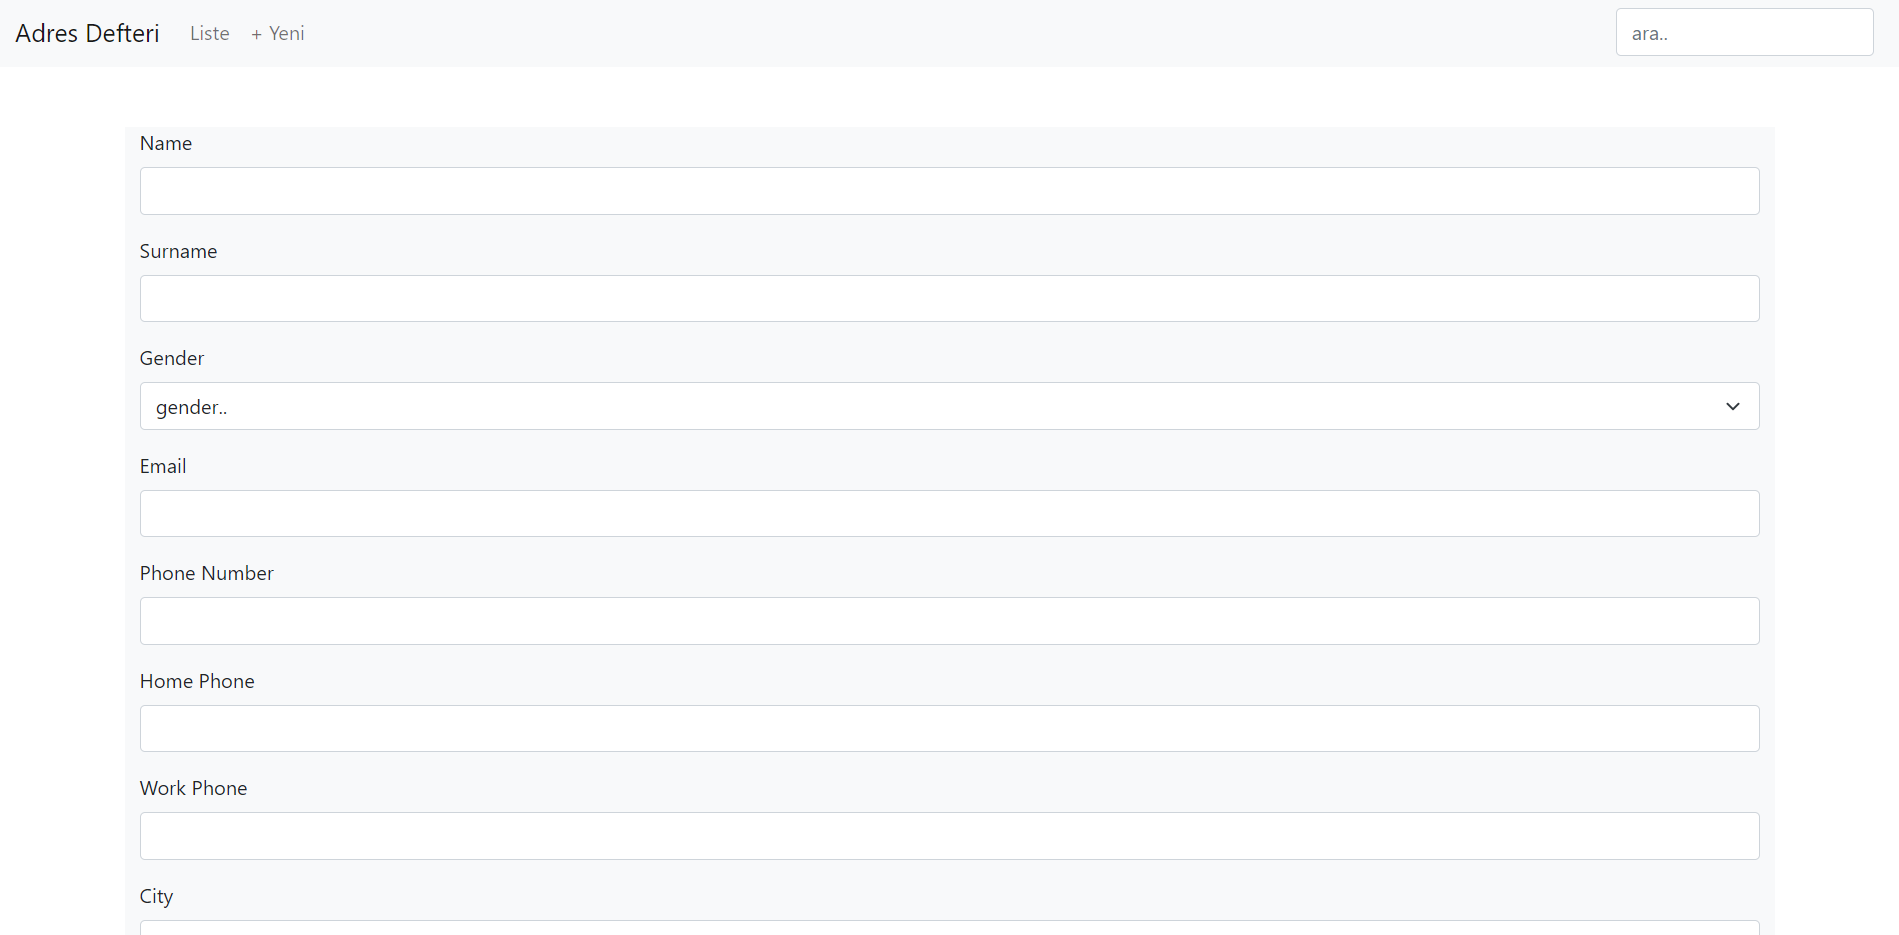 Adres Defteri Liste + Yeni ara..
Name
Surname
Gender
gender..
Email
Phone Number
Home Phone
Work Phone
City